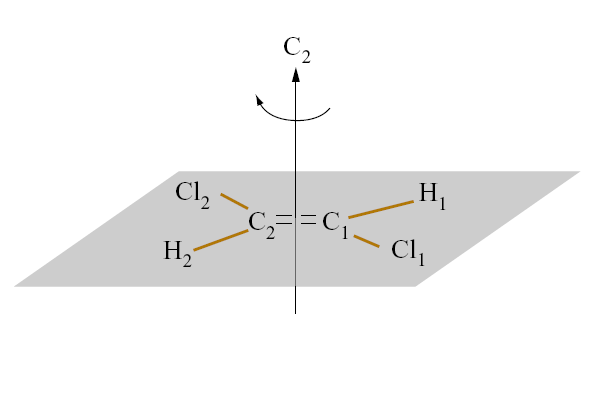 C₂
Cl₂ H₁
C₂ == C₁
H₂ Cl₁